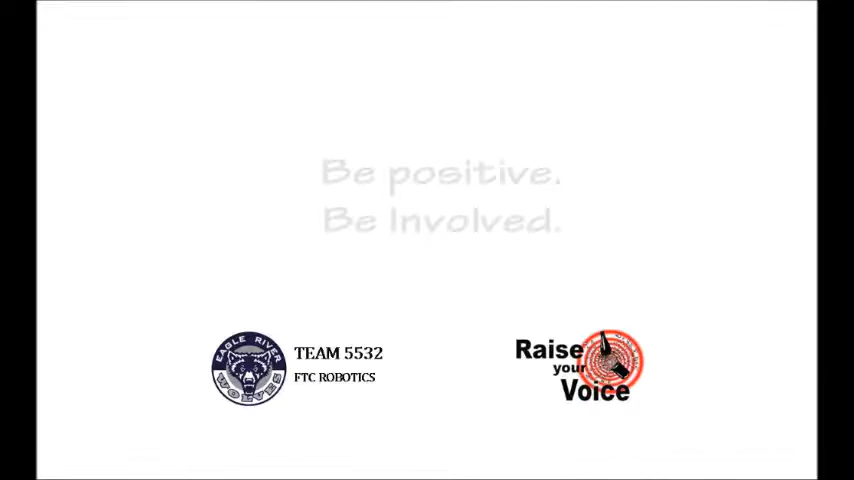 Be positive.
Be Involved.
EAGLE RIVER
WOLVES
TEAM 5532
FTC ROBOTICS
Raise
your
Voice